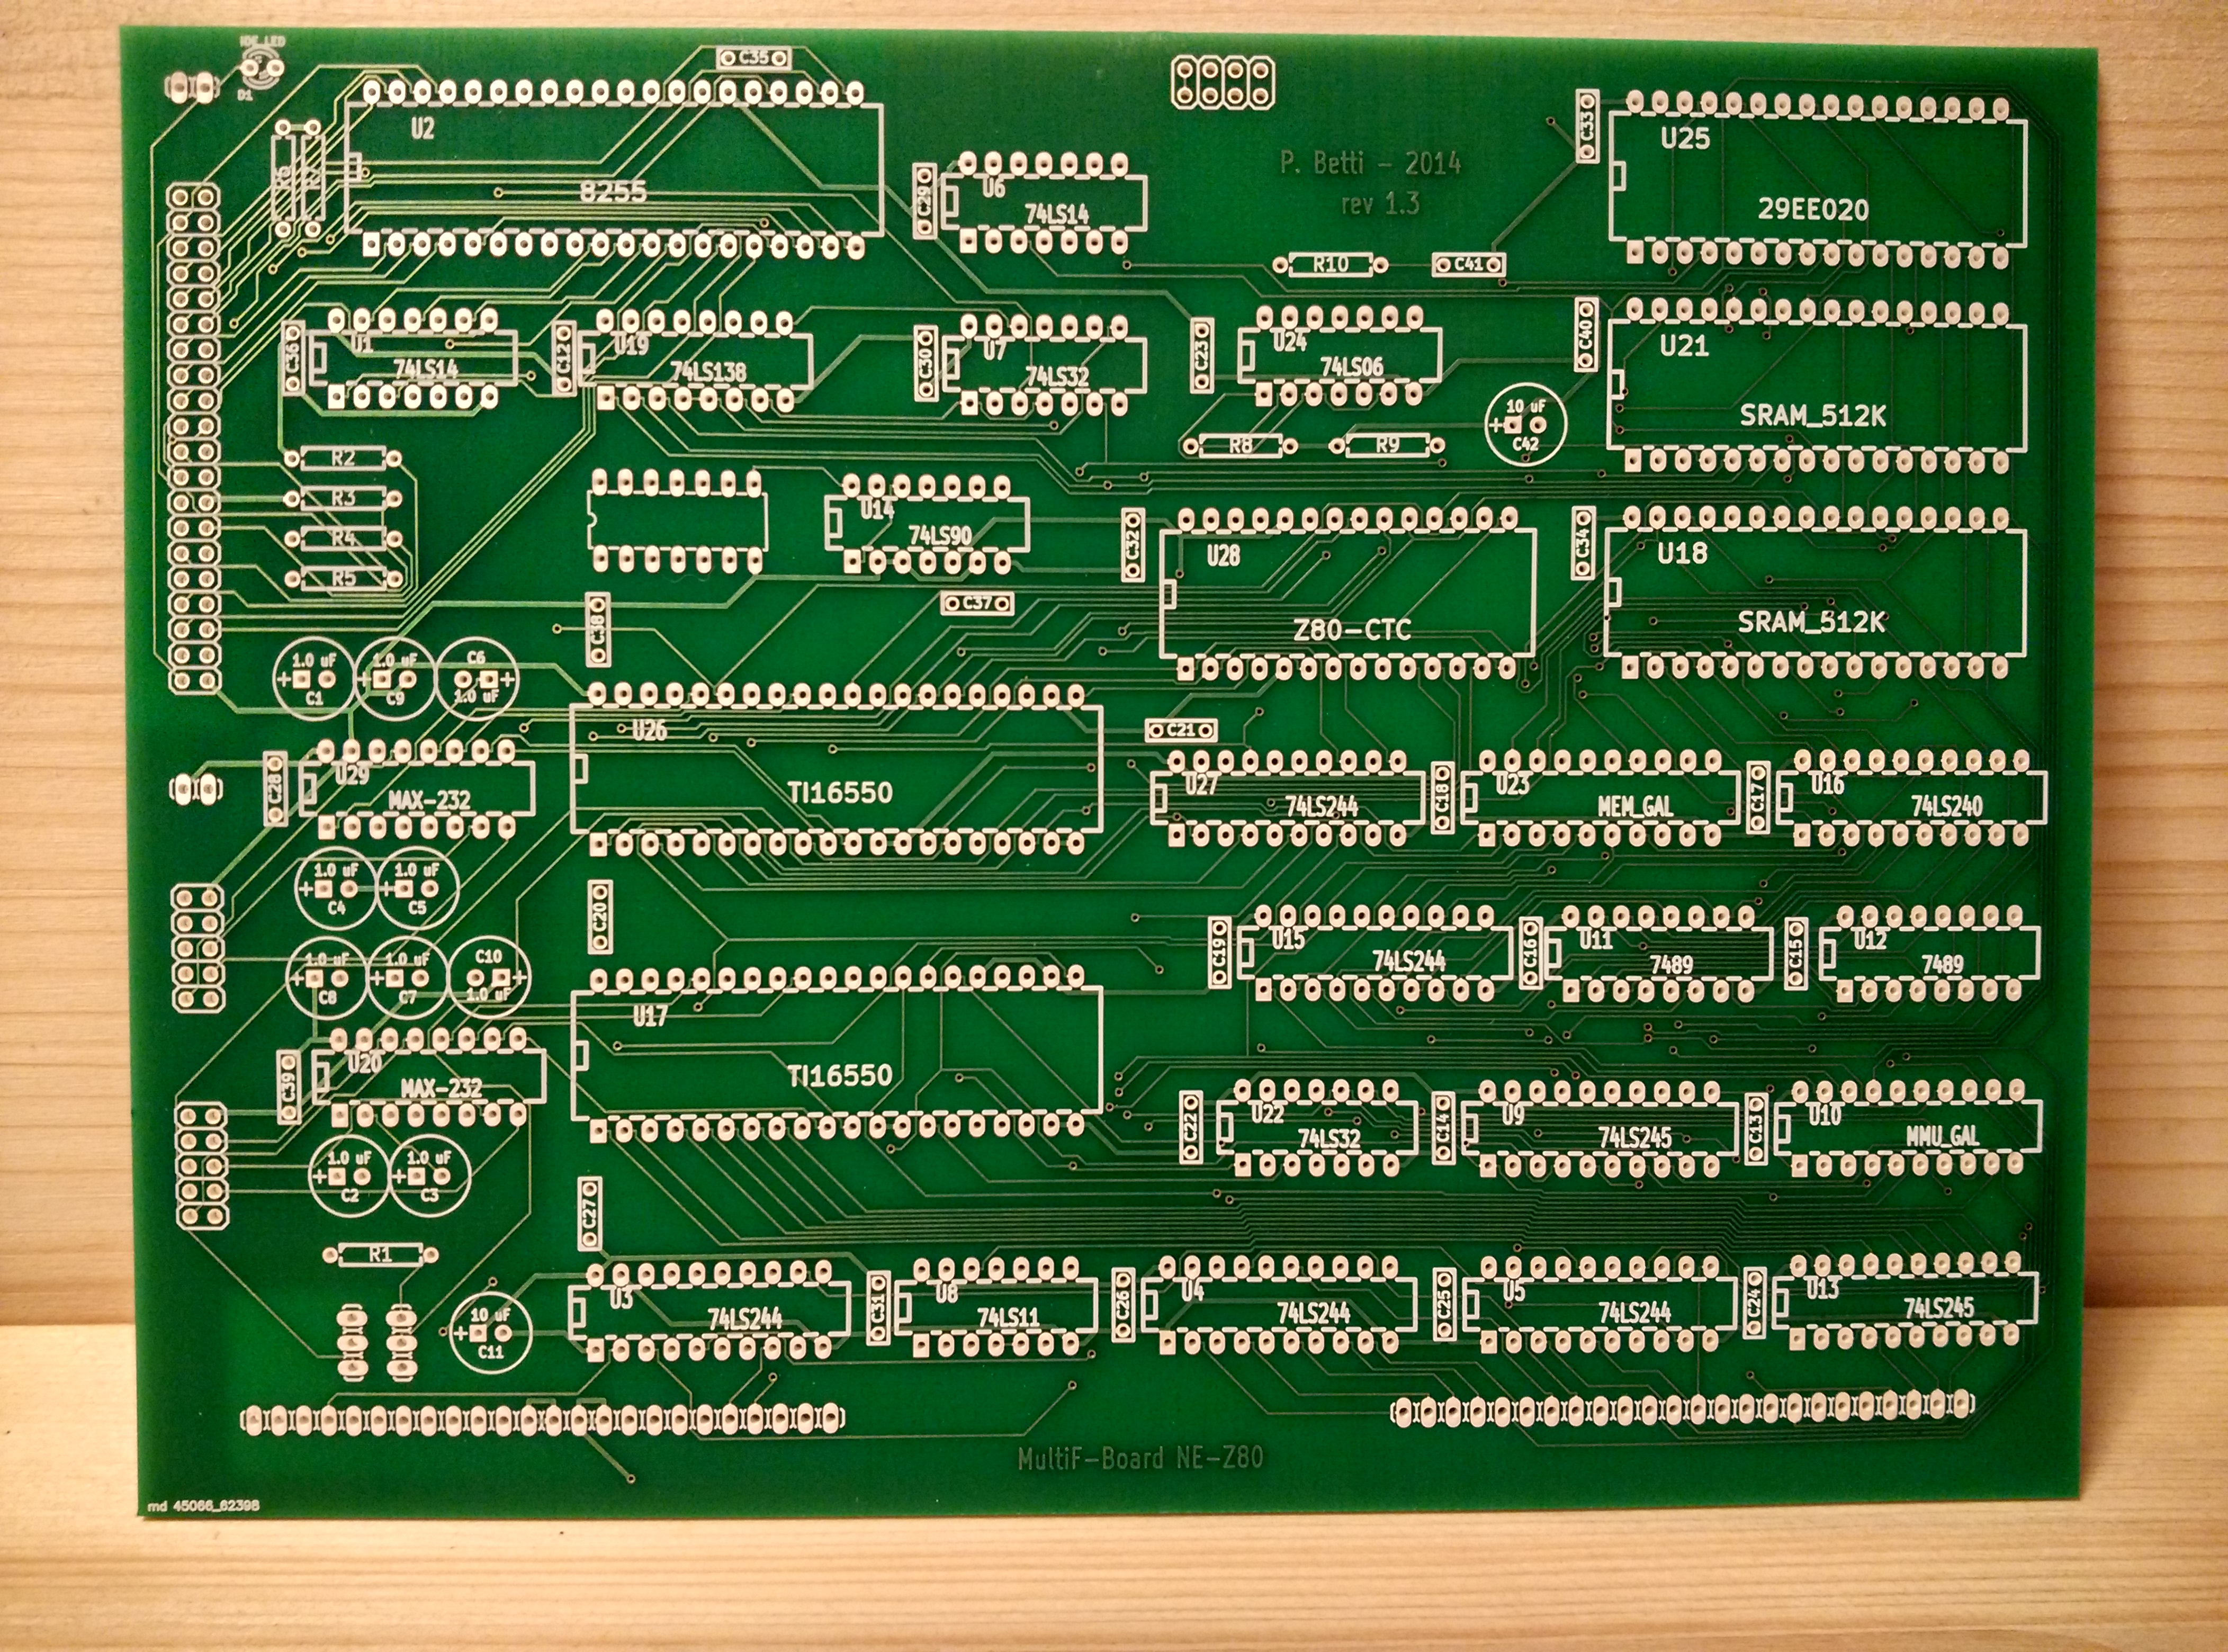 IDE_LED
D1
C35
U2
8255
C29
U6
74LS14
P. Betti - 2014
rev 1.3
C33
U25
29EE020
R10
C41
C36
U1
74LS14
C12
U19
74LS138
C30
U7
74LS32
C23
U24
74LS06
C40
U21
SRAM_512K
10 uF
C42
R8
R9
R2
R3
R4
R5
U14
74LS90
C32
U28
Z80-CTC
C34
U18
SRAM_512K
C38
C37
1.0 uF
C1
1.0 uF
C9
C6
1.0 uF
U26
TI16550
C21
C28
U29
MAX-232
U27
74LS244
C18
U23
MEM_GAL
C17
U16
74LS240
1.0 uF
C4
1.0 uF
C5
C20
C19
U15
74LS244
C16
U11
7489
C15
U12
7489
1.0 uF
C8
1.0 uF
C7
C10
1.0 uF
U17
TI16550
C39
U20
MAX-232
C22
U22
74LS32
C14
U9
74LS245
C13
U10
MMU_GAL
1.0 uF
C2
1.0 uF
C3
C27
R1
10 uF
C11
U3
74LS244
C31
U8
74LS11
C26
U4
74LS244
C25
U5
74LS244
C24
U13
74LS245
MultiF-Board NE-Z80
md 45066_62398